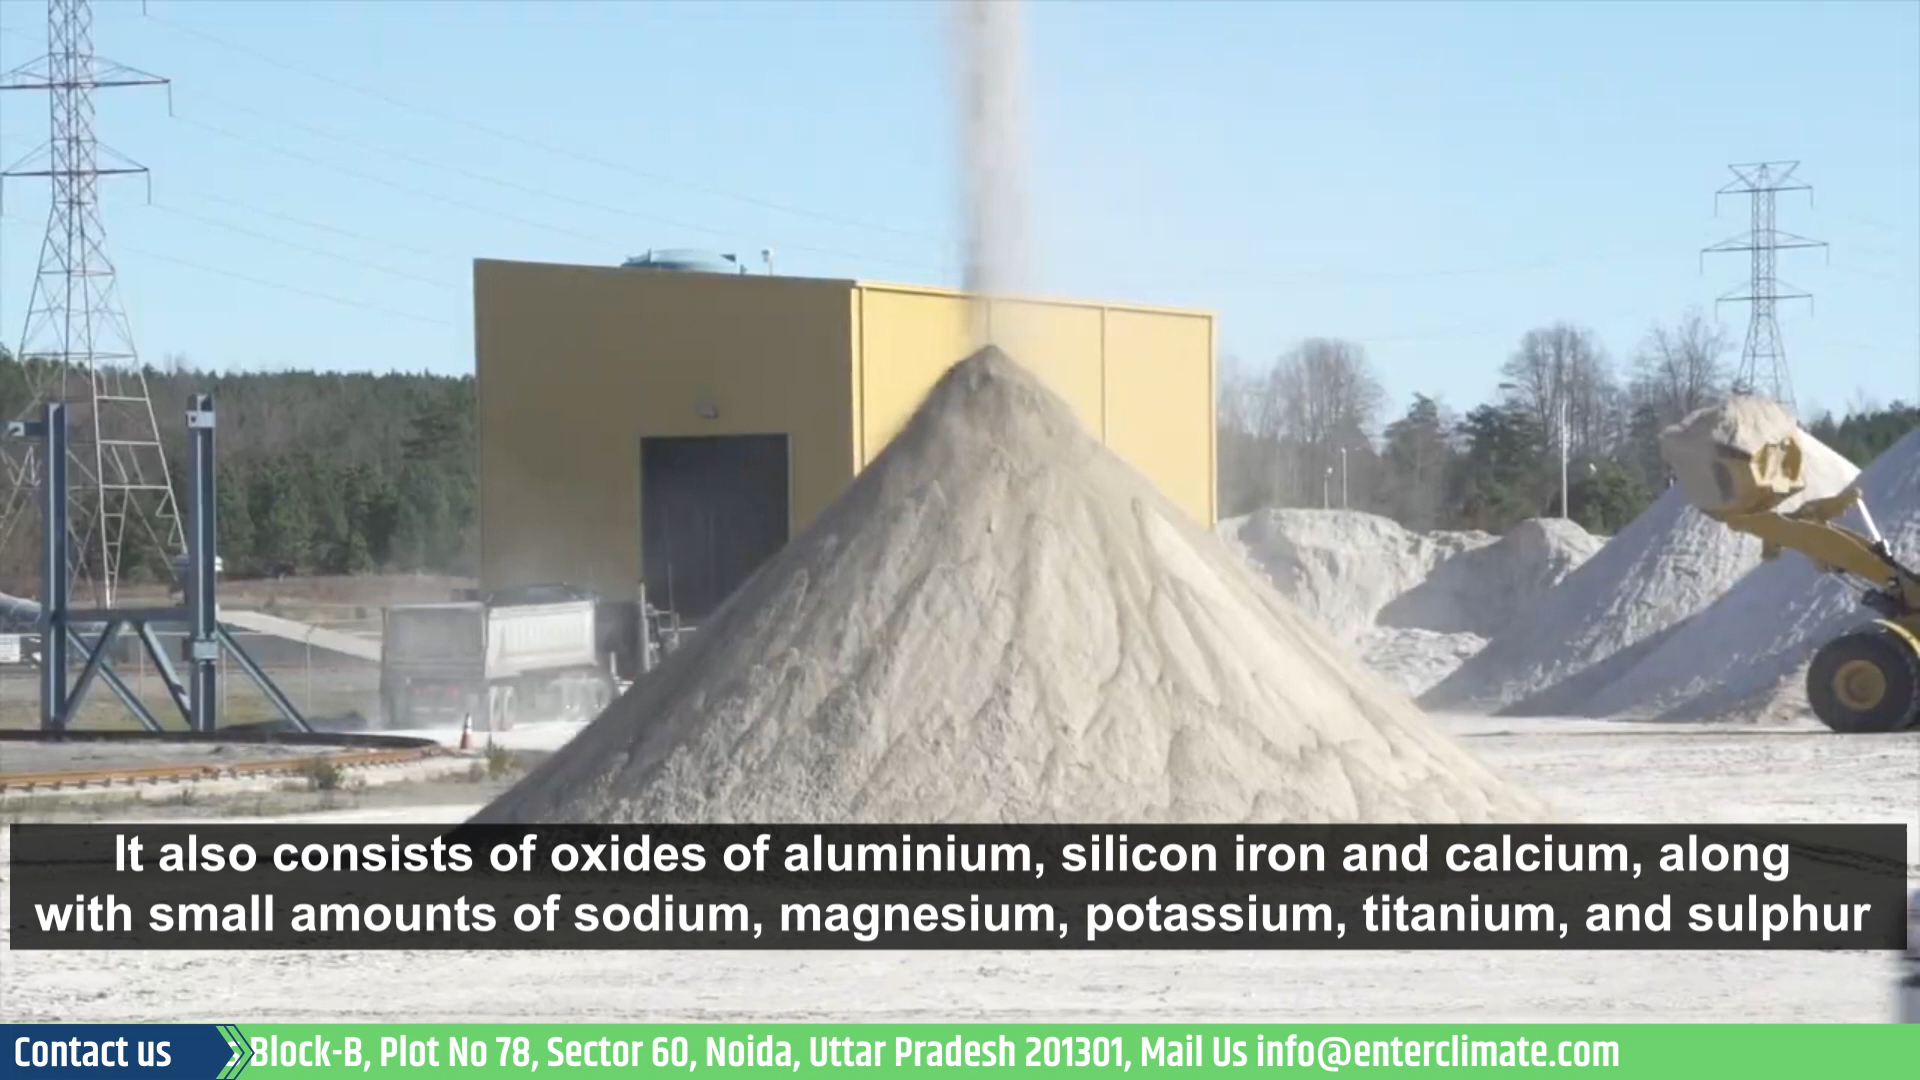 It also consists of oxides of aluminium, silicon iron and calcium, along
with small amounts of sodium, magnesium, potassium, titanium, and sulphur
Contact us
Block-B, Plot No 78, Sector 60, Noida, Uttar Pradesh 201301, Mail Us info@enterclimate.com